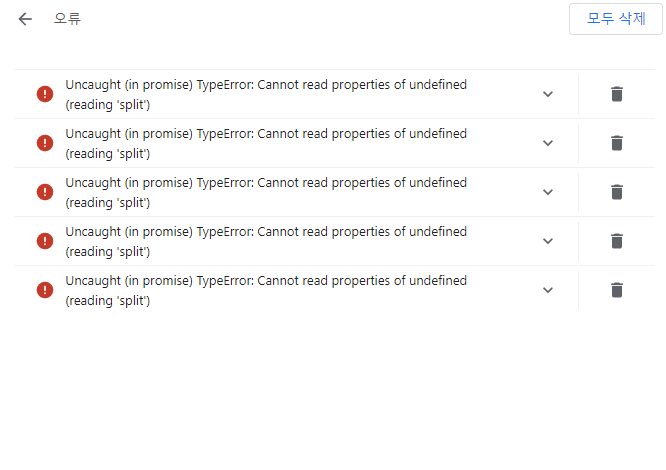 오류
모두 삭제
Uncaught (in promise) TypeError: Cannot read properties of undefined
(reading 'split')
Uncaught (in promise) TypeError: Cannot read properties of undefined
(reading 'split')
Uncaught (in promise) TypeError: Cannot read properties of undefined
(reading 'split')
Uncaught (in promise) TypeError: Cannot read properties of undefined
(reading 'split')
Uncaught (in promise) TypeError: Cannot read properties of undefined
(reading 'split')